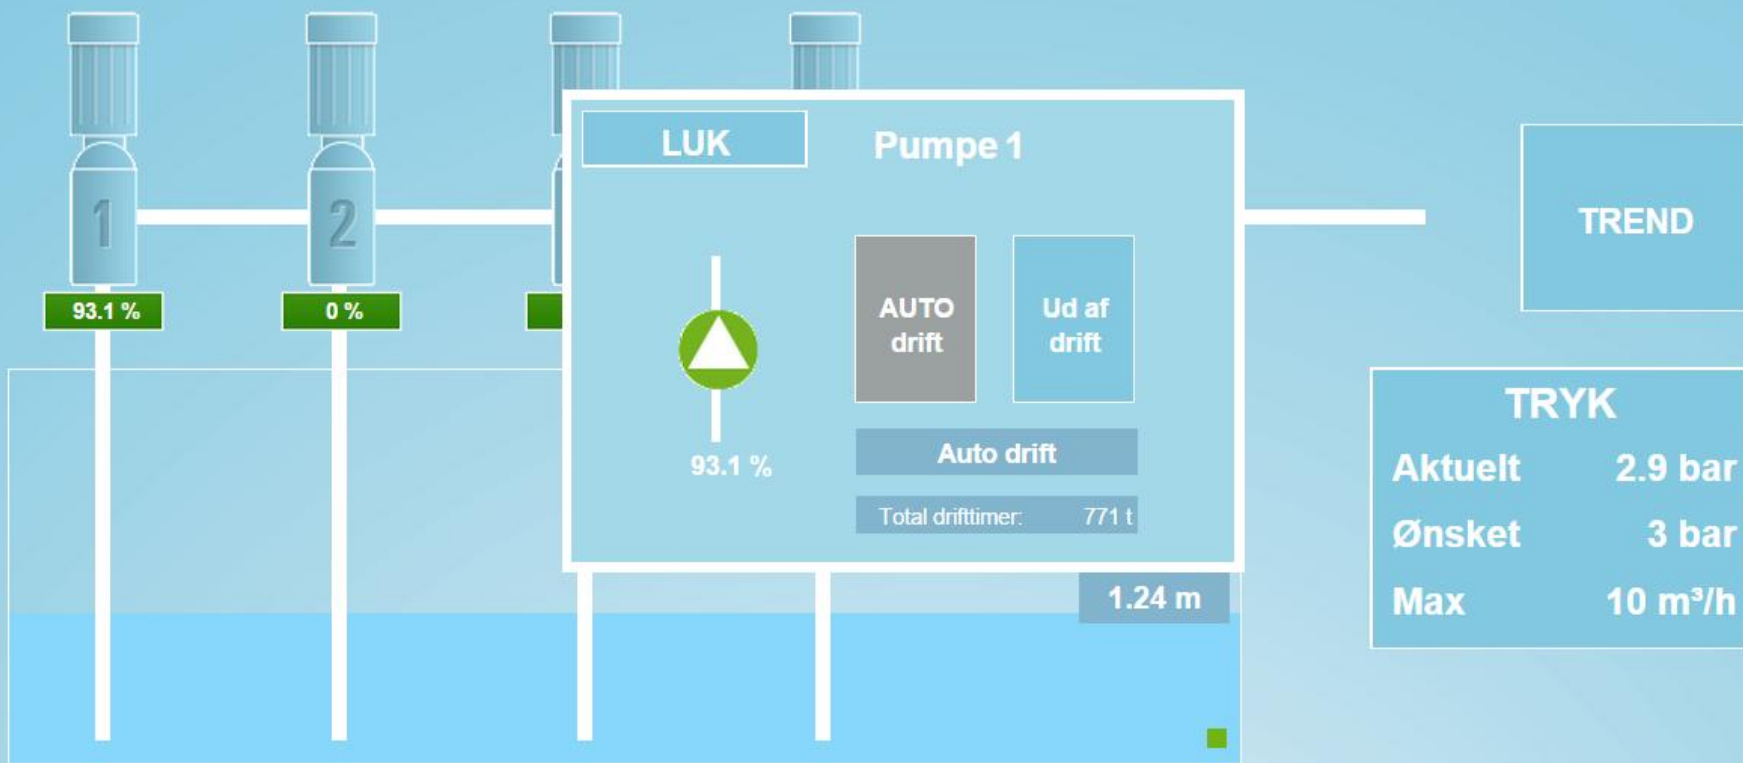 LUK
Pumpe 1
1
2
TREND
AUTO
drift
Ud af
drift
93.1 %
0 %
93.1 %
Auto drift
Total drifttimer: 771 t
TRYK
Aktuelt 2.9 bar
Ønsket 3 bar
Max 10 m³/h
1.24 m